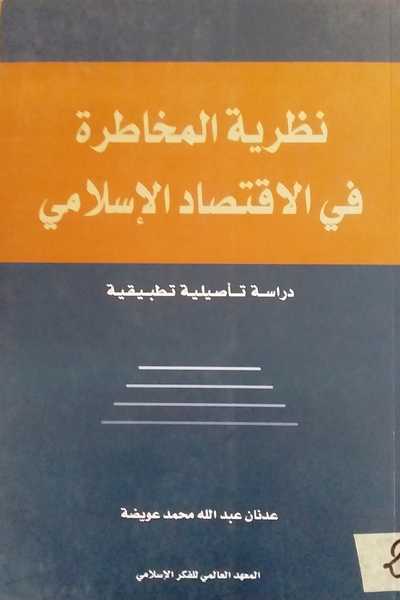 نظرية المخاطرة
في الاقتصاد الإسلامي
دراسة تأصيلية تطبيقية
عدنان عبد الله محمد عويضة
المعهد العالمي للفكر الإسلامي